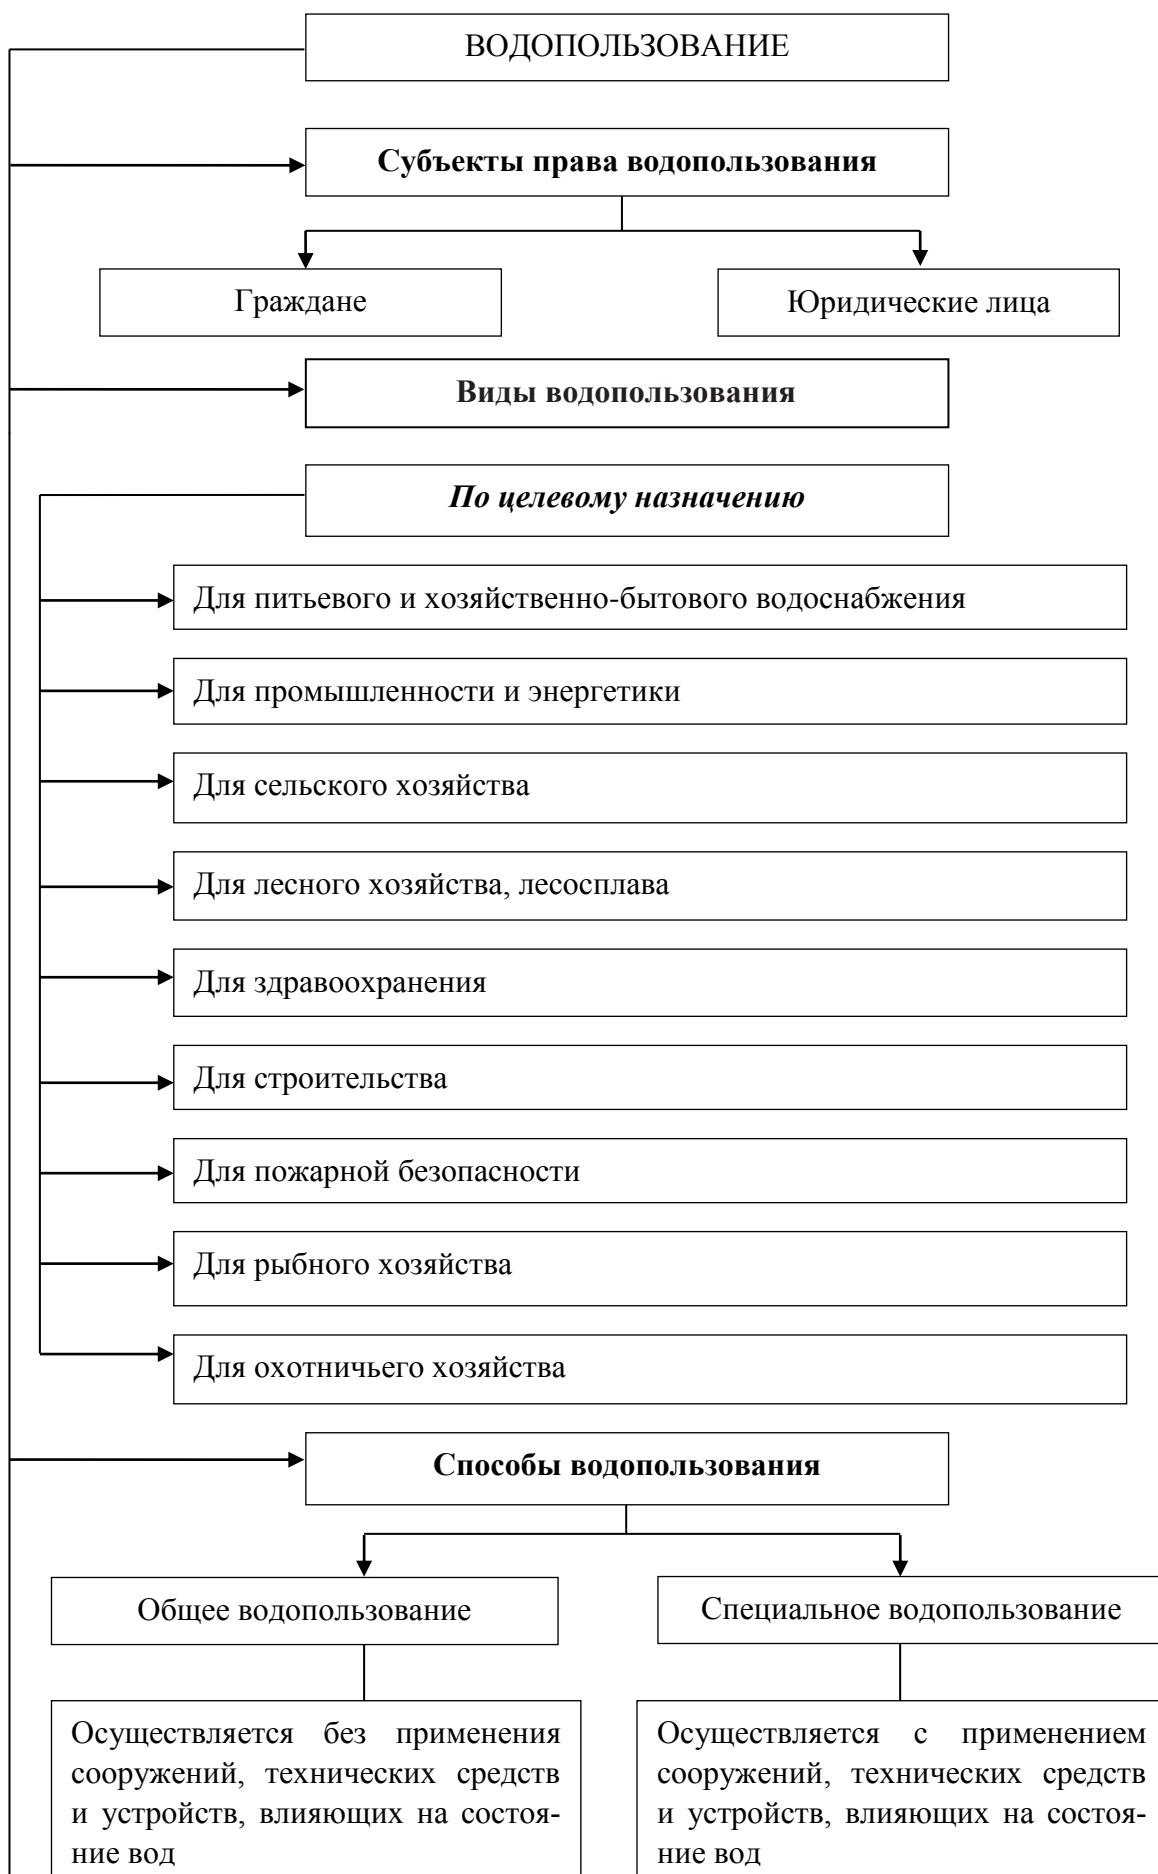 ВОДОПОЛЬЗОВАНИЕ
Субъекты права водопользования
Граждане
Юридические лица
Виды водопользования
По целевому назначению
Для питьевого и хозяйственно-бытового водоснабжения
Для промышленности и энергетики
Для сельского хозяйства
Для лесного хозяйства, лесосплава
Для здравоохранения
Для строительства
Для пожарной безопасности
Для рыбного хозяйства
Для охотничьего хозяйства
Способы водопользования
Общее водопользование
Специальное водопользование
Осуществляется без применения
сооружений, технических средств
и устройств, влияющих на состоя-
ние вод
Осуществляется с применением
сооружений, технических средств
и устройств, влияющих на состоя-
ние вод